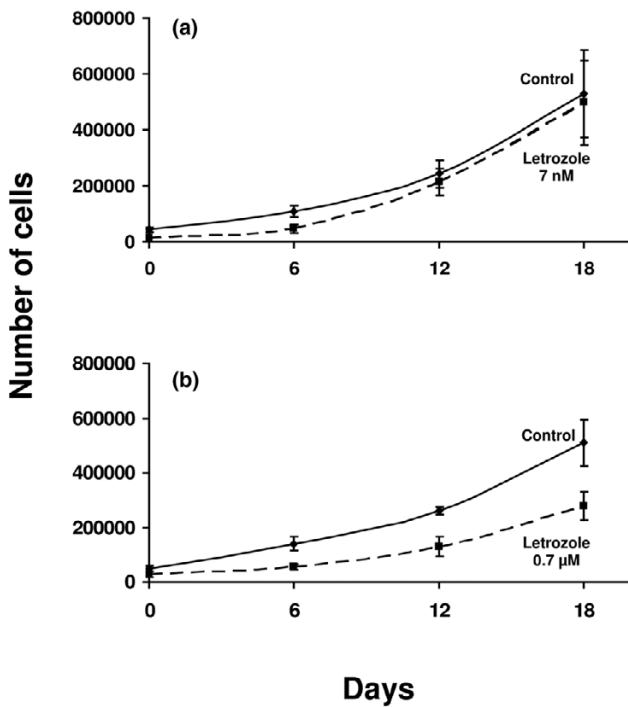 Number of cells
(a)
800000
600000
400000
200000
0
Control
Letrozole
7 nM
0 6 12 18
(b)
800000
600000
400000
200000
0
Control
Letrozole
0.7 µM
0 6 12 18
Days